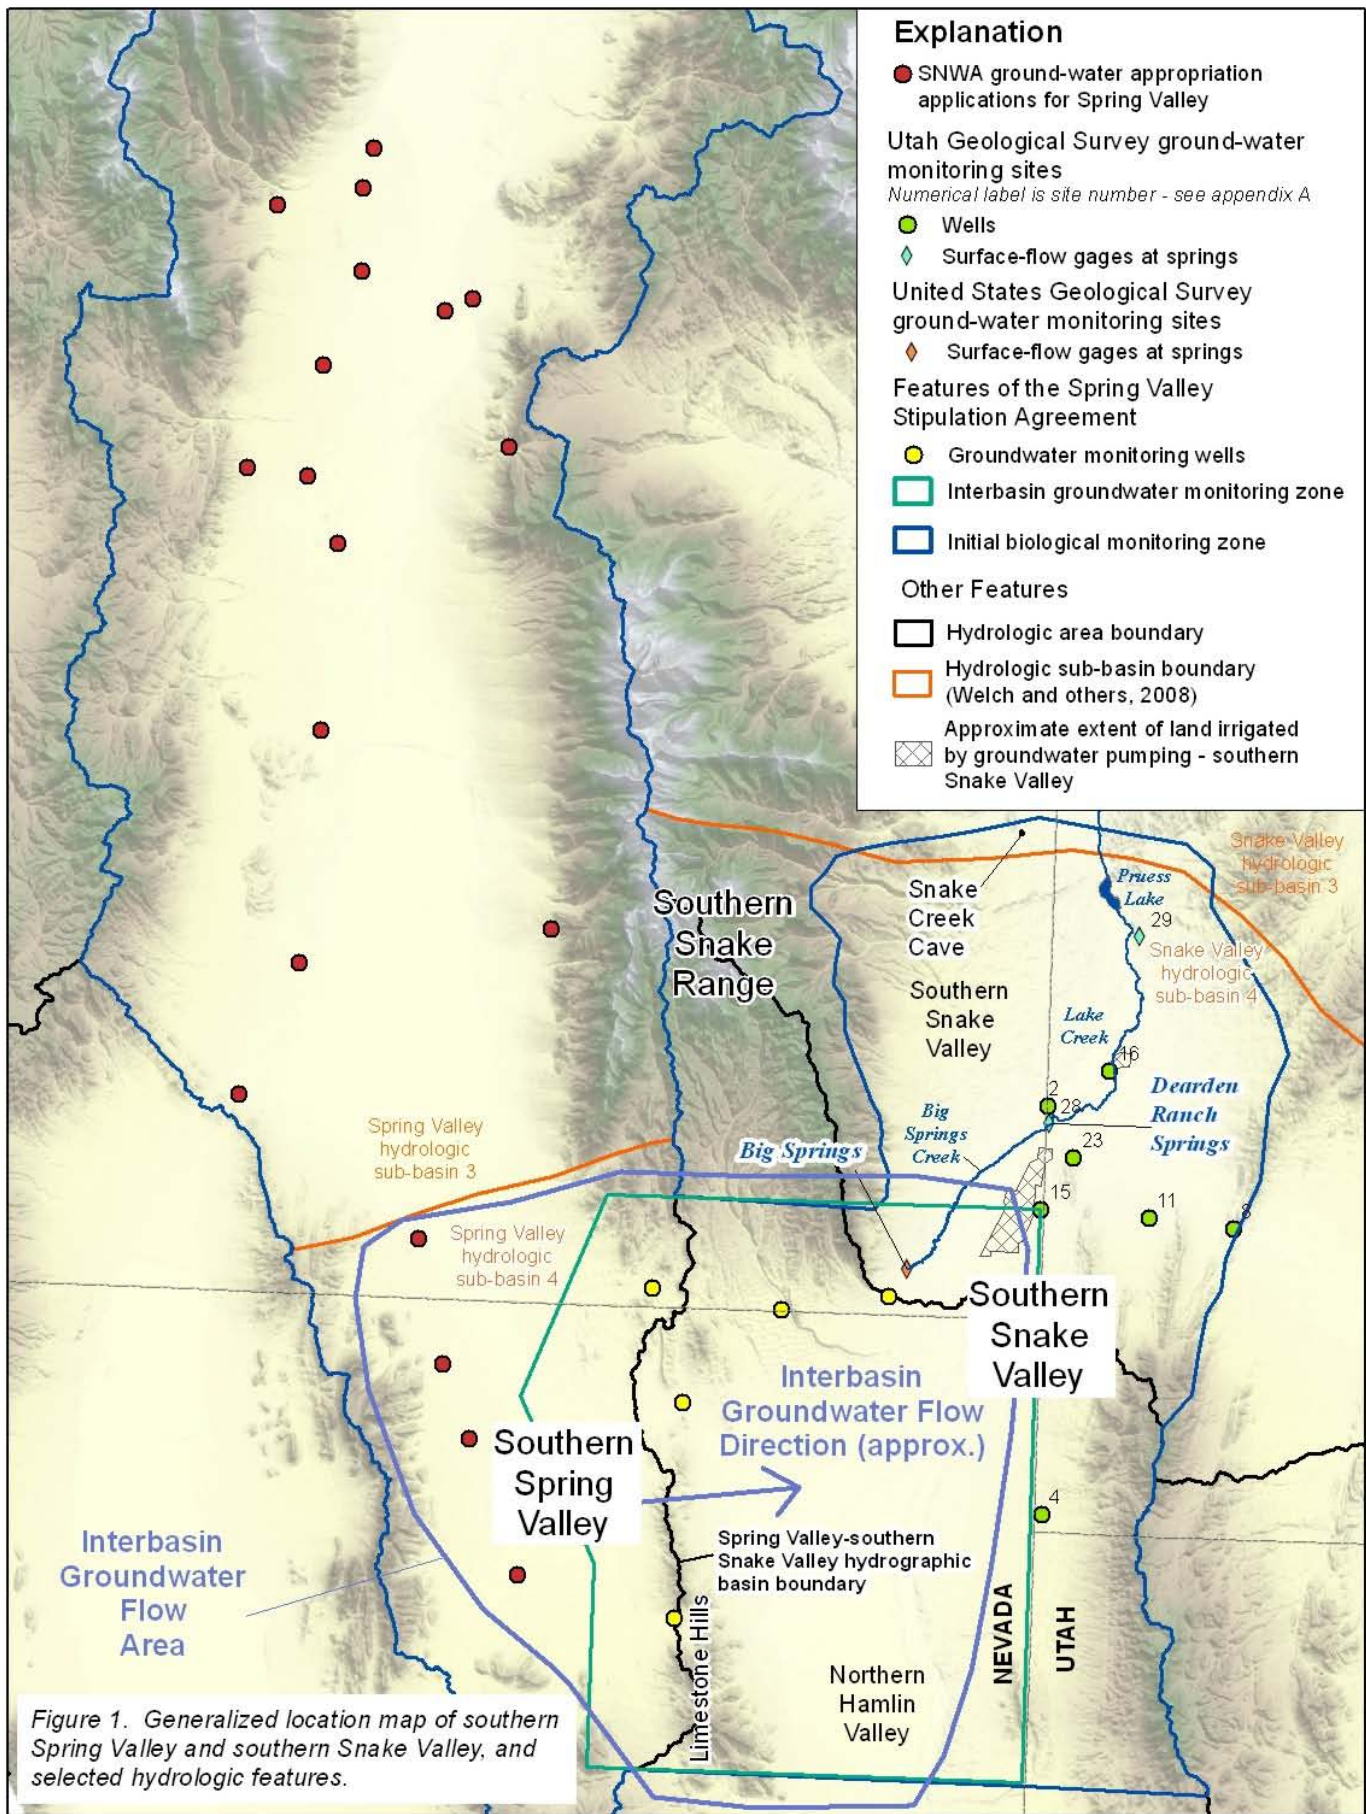 Explanation
SNWA ground-water appropriation
applications for Spring Valley
Utah Geological Survey ground-water
monitoring sites
Numerical label is site number - see appendix A
Wells
Surface-flow gages at springs
United States Geological Survey
ground-water monitoring sites
Surface-flow gages at springs
Features of the Spring Valley
Stipulation Agreement
Groundwater monitoring wells
Interbasin groundwater monitoring zone
Initial biological monitoring zone
Other Features
Hydrologic area boundary
Hydrologic sub-basin boundary
(Welch and others, 2008)
Approximate extent of land irrigated
by groundwater pumping - southern
Snake Valley
Snake Valley
hydrologic
sub-basin 3
Pruess
Lake
29
Snake Valley
hydrologic
sub-basin 4
Snake
Creek
Cave
Southern
Snake
Range
Southern
Snake
Valley
Lake
Creek
16
2
28
Dearden
Ranch
Springs
Big
Springs
Creek
23
Big Springs
Spring Valley
hydrologic
sub-basin 3
15
11
8
Spring Valley
hydrologic
sub-basin 4
Southern
Snake
Valley
Interbasin
Groundwater Flow
Direction (approx.)
Southern
Spring
Valley
4
Spring Valley-southern
Snake Valley hydrographic
basin boundary
Interbasin
Groundwater
Flow
Area
Limestone Hills
NEVADA
UTAH
Northern
Hamlin
Valley
Figure 1. Generalized location map of southern
Spring Valley and southern Snake Valley, and
selected hydrologic features.